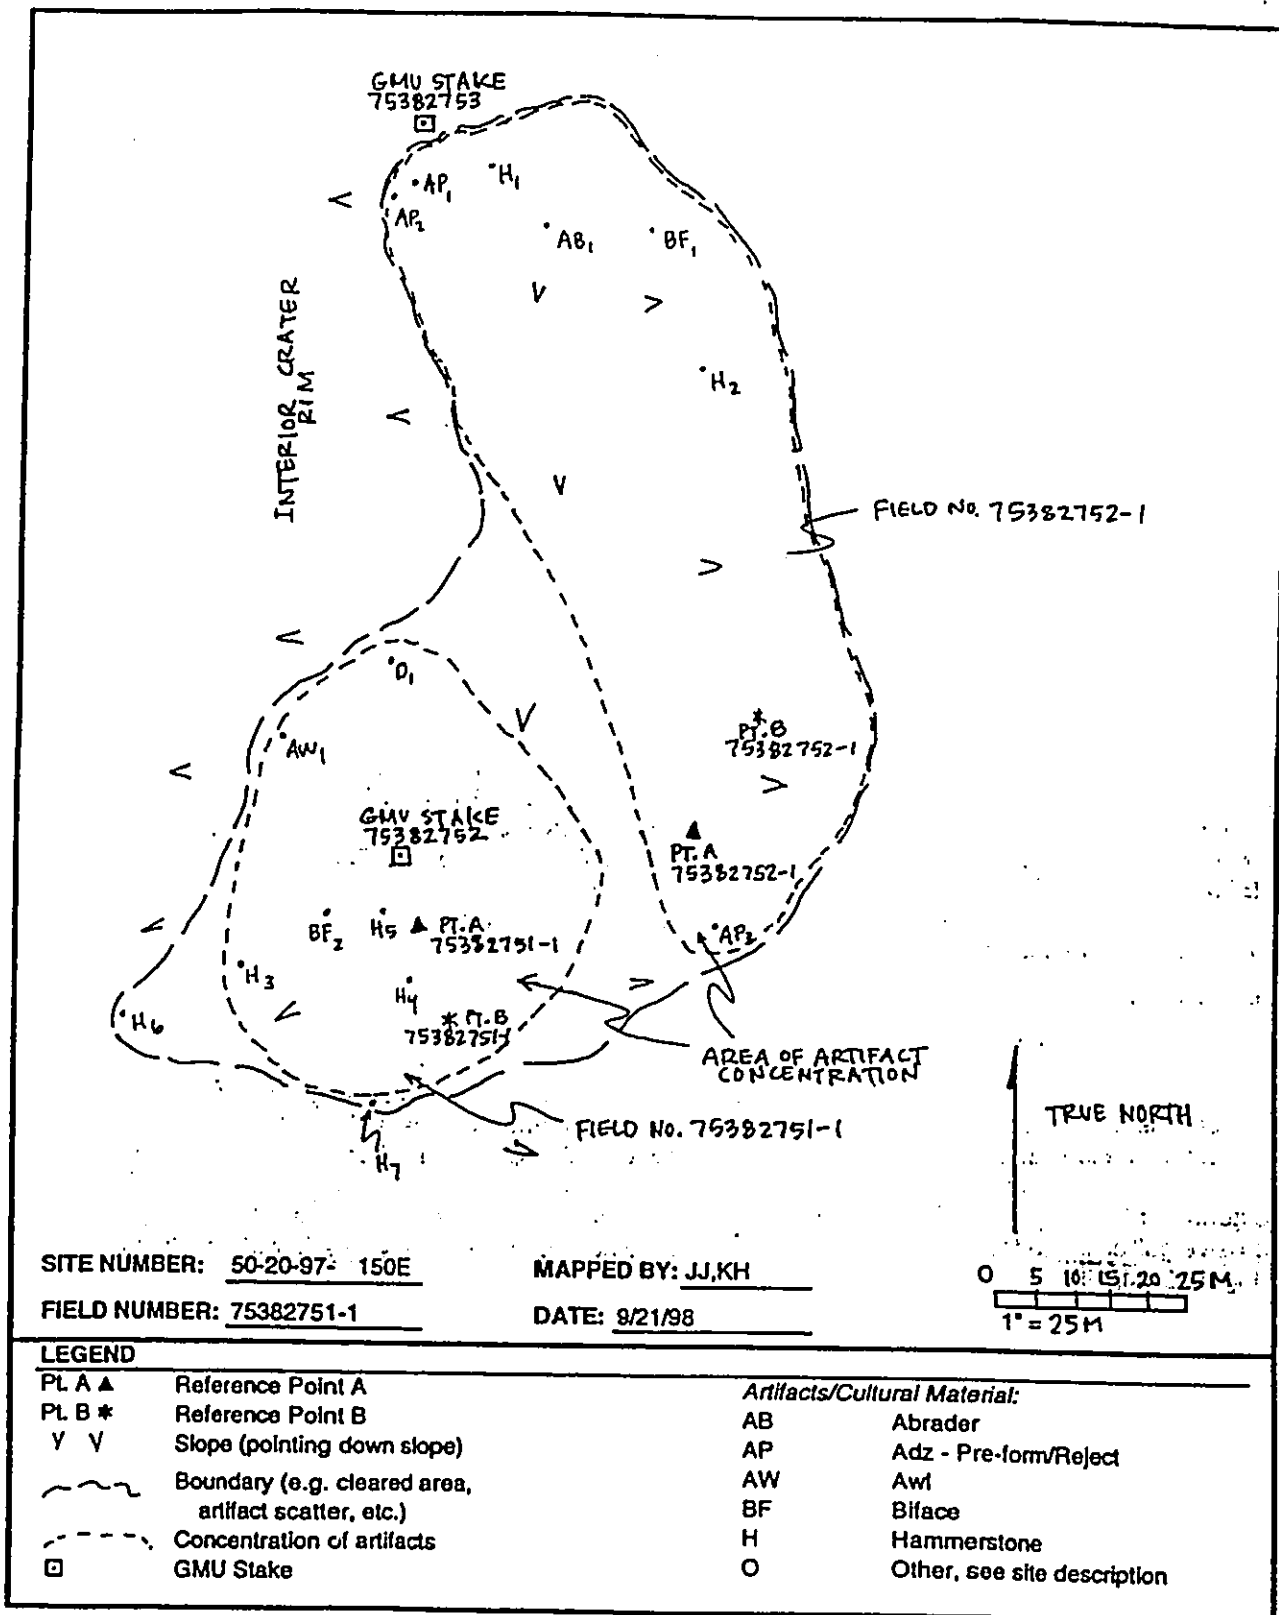 GMU STAKE
75382753
H₁
AP₁
AP₂
AB₁
BF₁
INTERIOR CRATER
RIM
H₂
FIELD NO. 75382752-1
O₁
PT. B
75382752-1
AW₁
GMU STAKE
75382752
PT. A
75382752-1
BF₂
H5
PT. A
75382751-1
H₃
H4
H6
PT. B
75382751-1
AREA OF ARTIFACT
CONCENTRATION
TRUE NORTH
FIELD NO. 75382751-1
H₇
SITE NUMBER: 50-20-97- 150E
MAPPED BY: JJ,KH
0 5 10 15 20 25 M
FIELD NUMBER: 75382751-1
DATE: 9/21/98
1" = 25 M
LEGEND
Pt. A ▲ Reference Point A
Pt. B * Reference Point B
V V Slope (pointing down slope)
Boundary (e.g. cleared area,
artifact scatter, etc.)
Concentration of artifacts
GMU Stake
Artifacts/Cultural Material:
AB Abrader
AP Adz - Pre-form/Reject
AW Awl
BF Biface
H Hammerstone
O Other, see site description